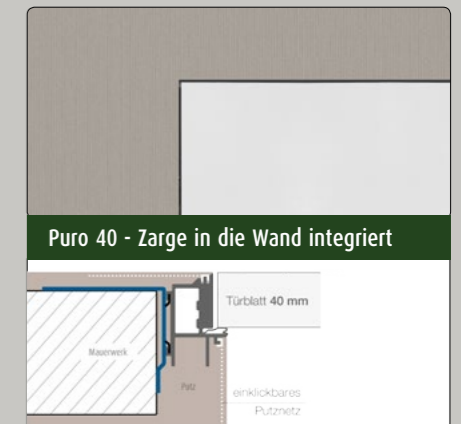 Puro 40 - Zarge in die Wand integriert
Türblatt 40 mm
Mauerwerk
Putz
einklickbares
Putznetz